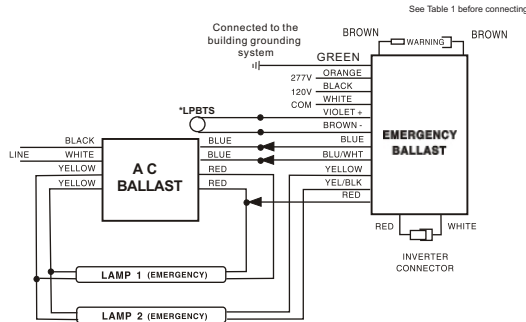 See Table 1 before connecting
Connected to the
building grounding
system
BROWN
WARNING
BROWN
GREEN
277V
ORANGE
120V
BLACK
COM
WHITE
VIOLET +
*LPBTS
BROWN -
EMERGENCY
BALLAST
BLACK
BLUE
BLUE
LINE
WHITE
BLUE
BLU/WHT
YELLOW
A C
BALLAST
RED
YELLOW
YELLOW
RED
YEL/BLK
RED
RED
WHITE
INVERTER
CONNECTOR
LAMP 1 (EMERGENCY)
LAMP 2 (EMERGENCY)